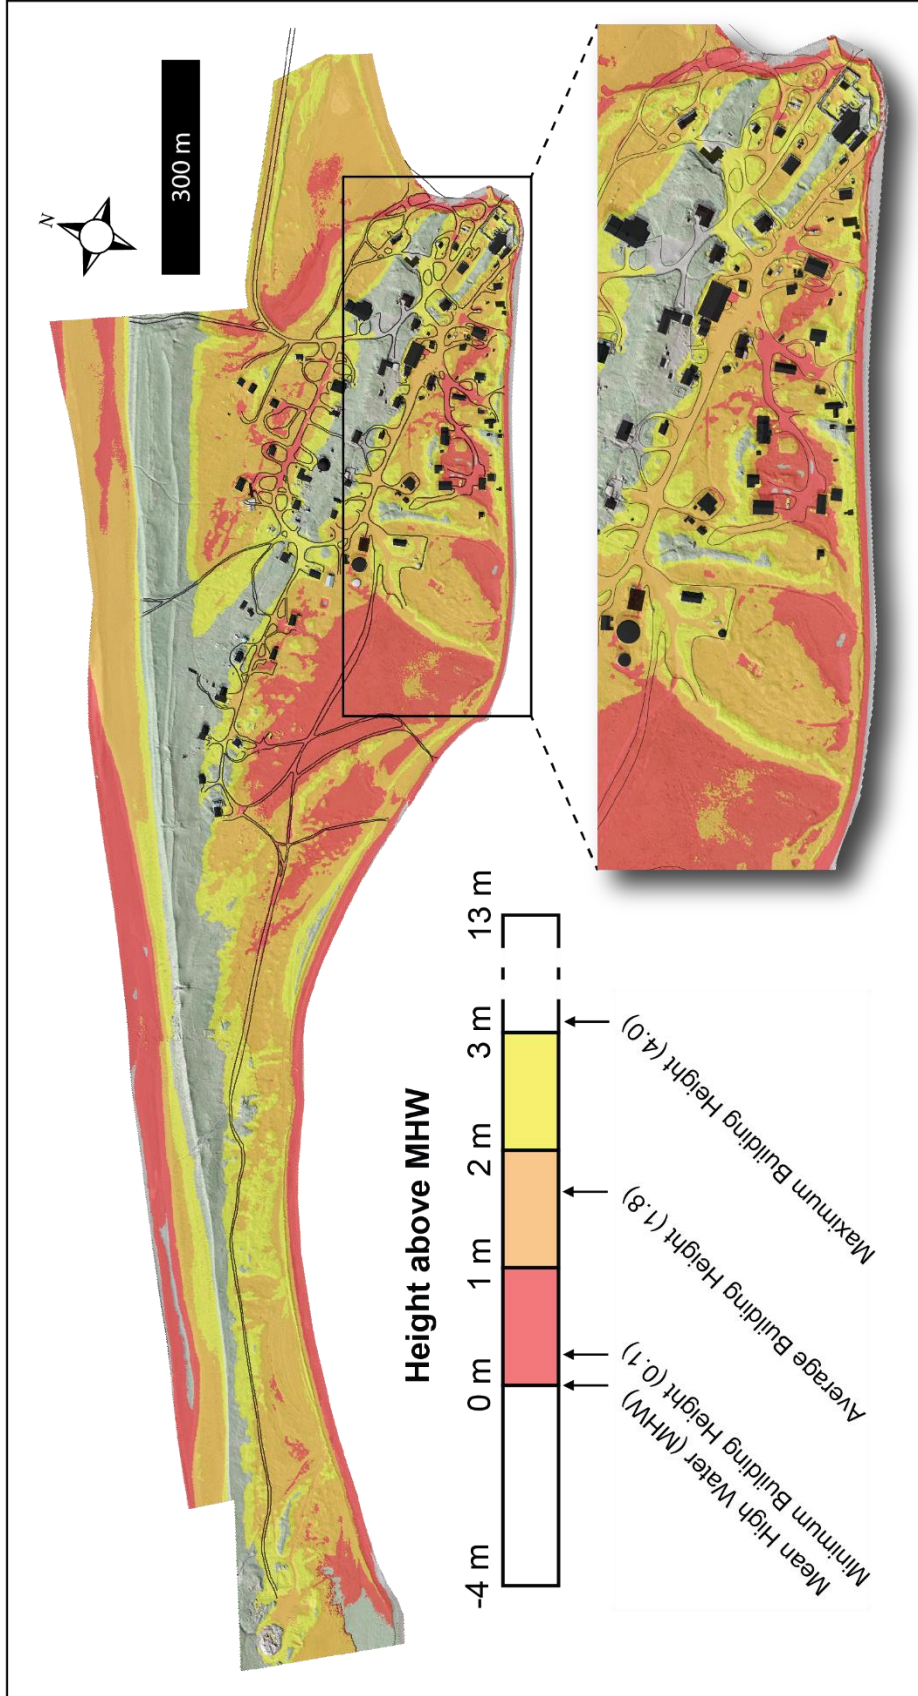 N
300 m
Height above MHW
-4 m
0 m
1 m
2 m
3 m
13 m
Mean High Water (MHW)
Minimum Building Height (0.1)
Average Building Height (1.8)
Maximum Building Height (4.0)